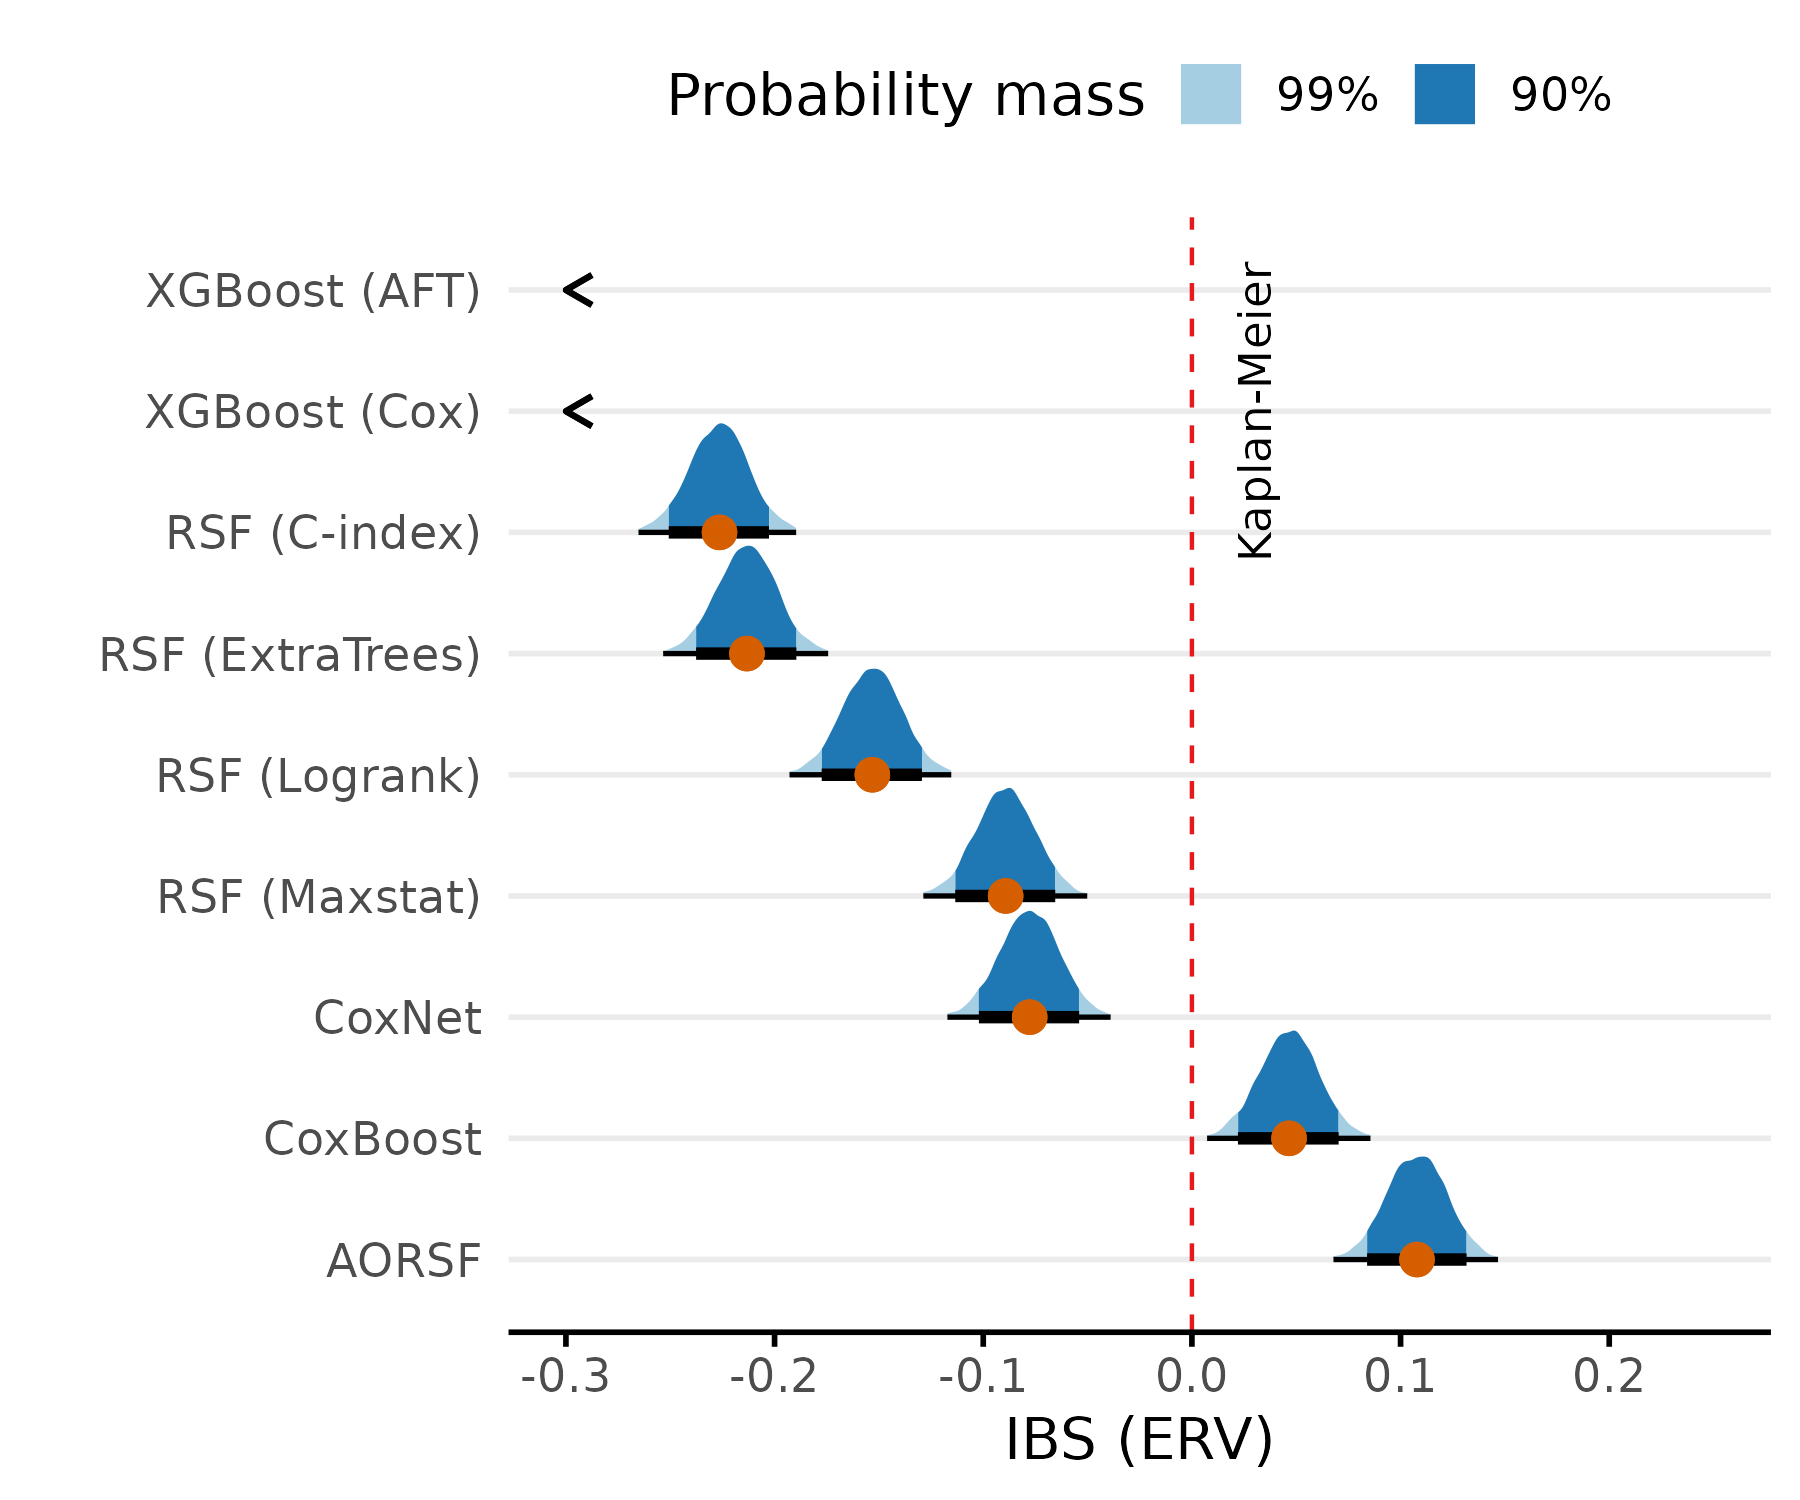 Probability mass 99% 90%
XGBoost (AFT)
XGBoost (Cox)
RSF (C-index)
RSF (ExtraTrees)
RSF (Logrank)
RSF (Maxstat)
CoxNet
CoxBoost
AORSF
Kaplan-Meier
-0.3 -0.2 -0.1 0.0 0.1 0.2
IBS (ERV)